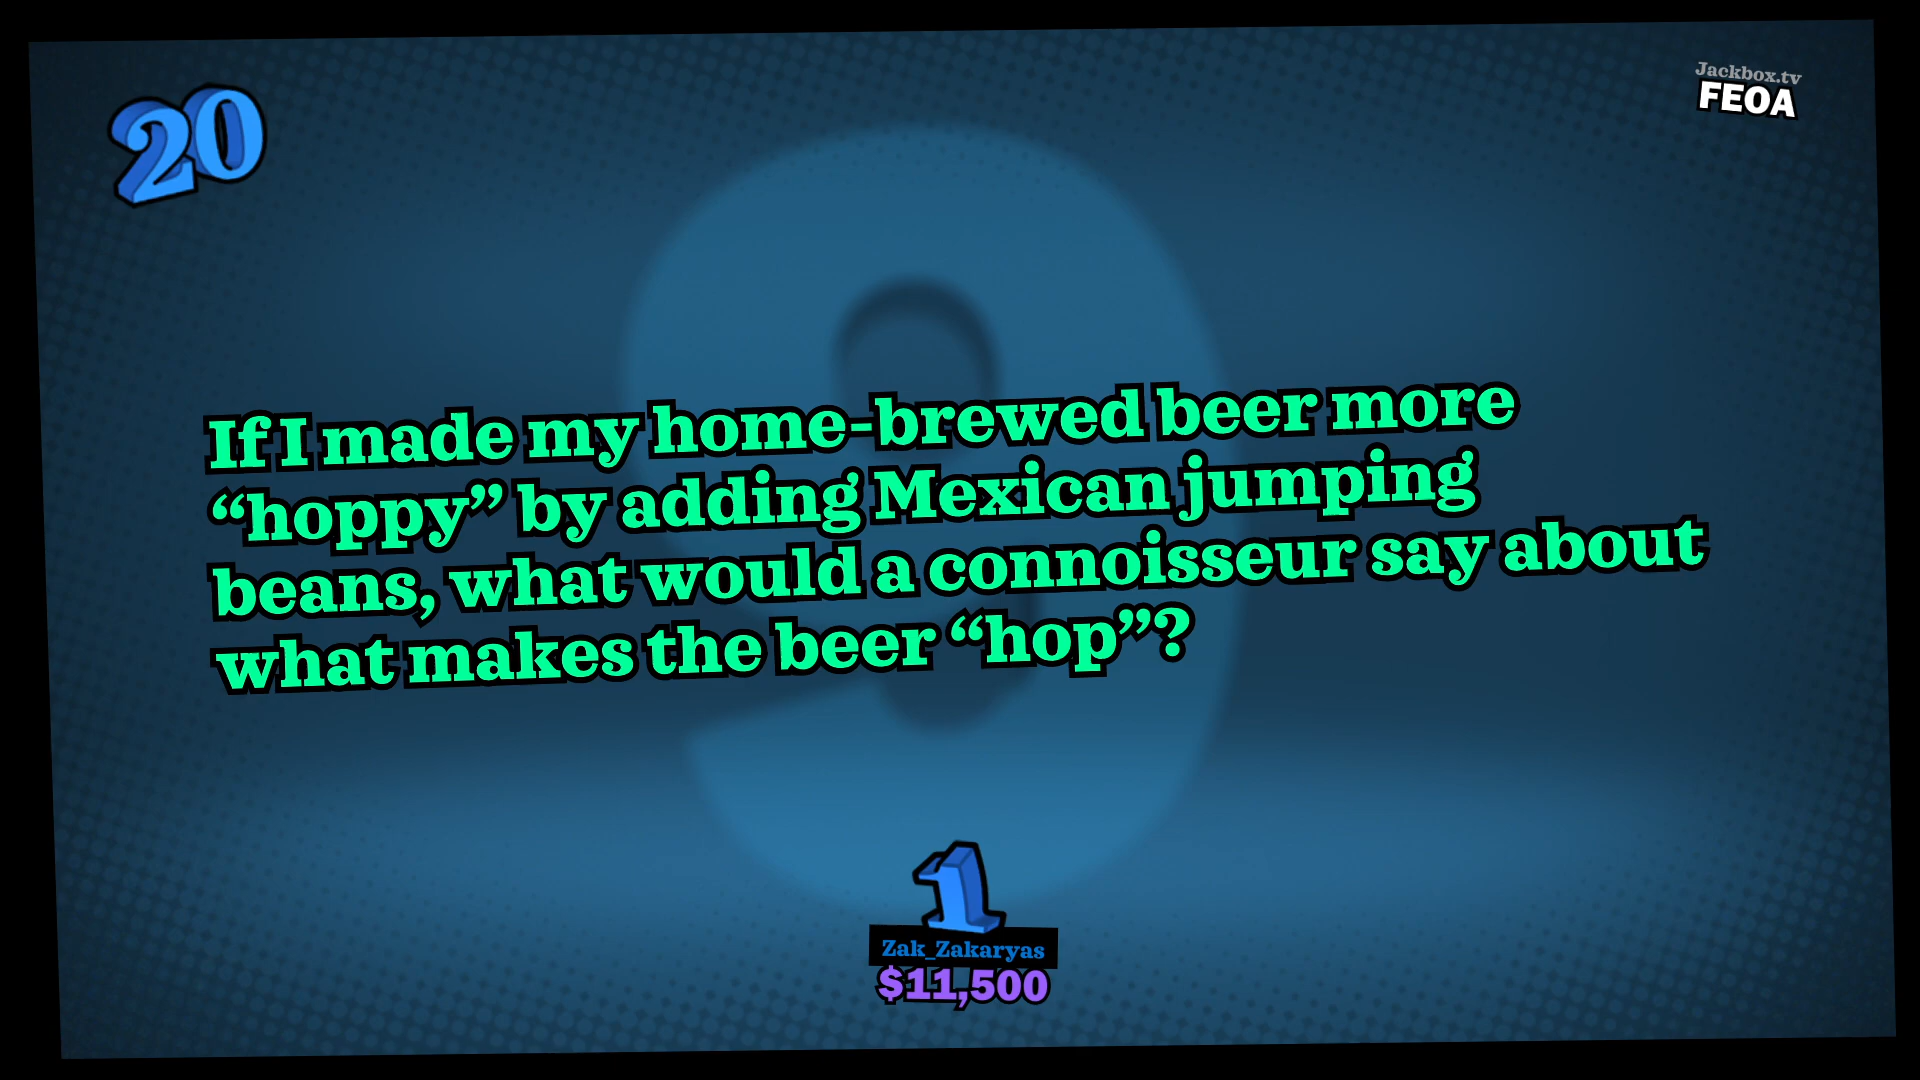 20
Jackbox.tv
FEOA
9
If I made my home-brewed beer more
“hoppy” by adding Mexican jumping
beans, what would a connoisseur say about
what makes the beer “hop”?
1
Zak_Zakaryas
$11,500